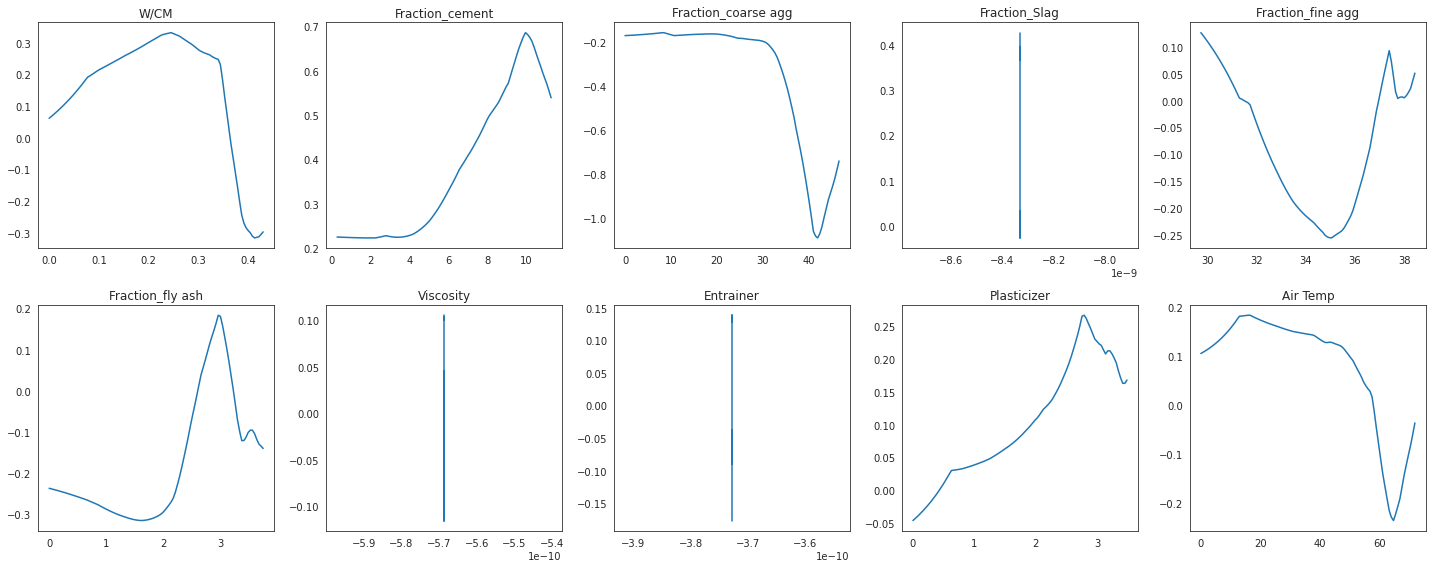 W/CM
0.3
0.2
0.1
0.0
−0.1
−0.2
−0.3
0.0 0.1 0.2 0.3 0.4
Fraction_cement
0.7
0.6
0.5
0.4
0.3
0.2
0 2 4 6 8 10
Fraction_coarse agg
−0.2
−0.4
−0.6
−0.8
−1.0
0 10 20 30 40
Fraction_Slag
0.4
0.3
0.2
0.1
0.0
−8.6 −8.4 −8.2 −8.0
1e−9
Fraction_fine agg
0.10
0.05
0.00
−0.05
−0.10
−0.15
−0.20
−0.25
30 32 34 36 38
Fraction_fly ash
0.2
0.1
0.0
−0.1
−0.2
−0.3
0 1 2 3
Viscosity
0.10
0.05
0.00
−0.05
−0.10
−5.9 −5.8 −5.7 −5.6 −5.5 −5.4
1e−10
Entrainer
0.15
0.10
0.05
0.00
−0.05
−0.10
−0.15
−3.9 −3.8 −3.7 −3.6
1e−10
Plasticizer
0.25
0.20
0.15
0.10
0.05
0.00
−0.05
0 1 2 3
Air Temp
0.2
0.1
0.0
−0.1
−0.2
0 20 40 60